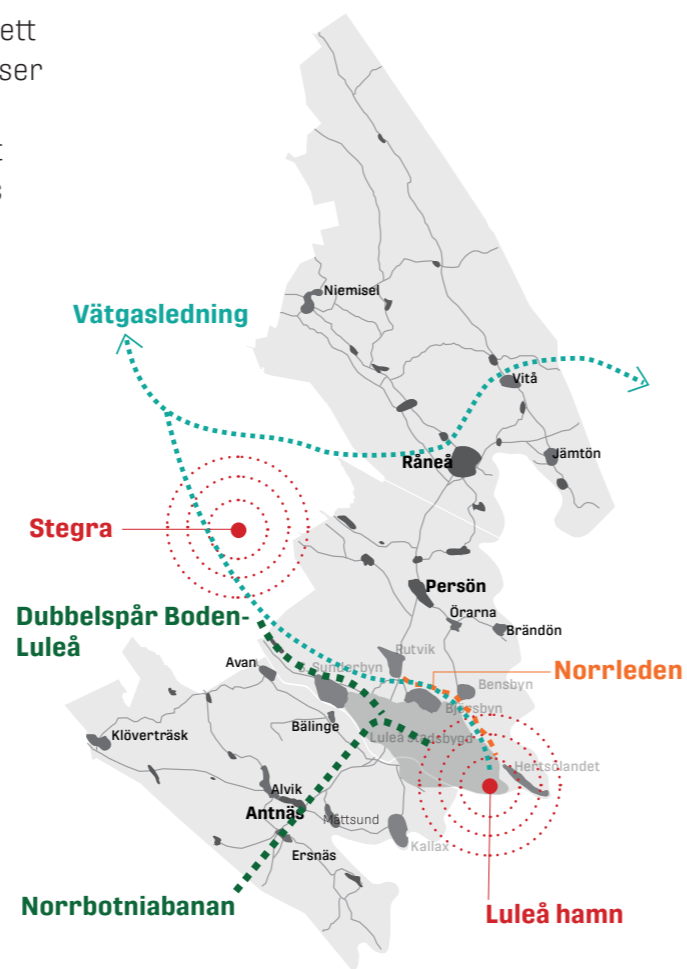 ett
ser
Niemisel
Vätgasledning
Vitå
Råneå
Jämtön
Stegra
Persön
Dubbelspår Boden-
Luleå
Örarna
Brändön
Rutvik
Avan
S. Sunderbyn
Norrleden
Bensbyn
Björsbyn
Bälinge
Luleå Stadsbygd
Klöverträsk
Hertsölandet
Alvik
Antnäs
Måttsund
Kallax
Ersnäs
Norrbotniabanan
Luleå hamn